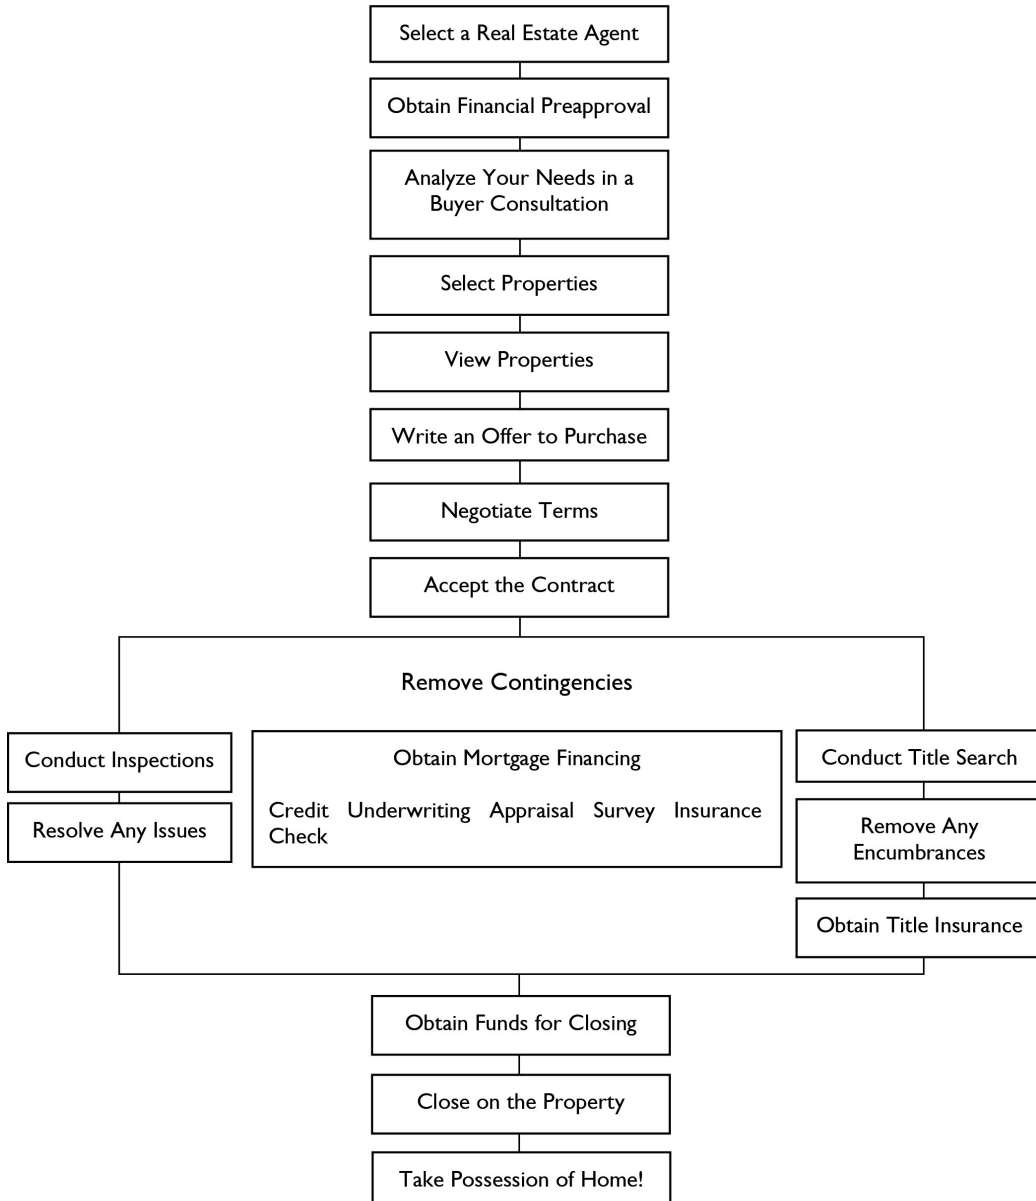 Select a Real Estate Agent
Obtain Financial Preapproval
Analyze Your Needs in a
Buyer Consultation
Select Properties
View Properties
Write an Offer to Purchase
Negotiate Terms
Accept the Contract
Remove Contingencies
Conduct Inspections
Resolve Any Issues
Obtain Mortgage Financing
Credit Underwriting Appraisal Survey Insurance
Check
Conduct Title Search
Remove Any
Encumbrances
Obtain Title Insurance
Obtain Funds for Closing
Close on the Property
Take Possession of Home!